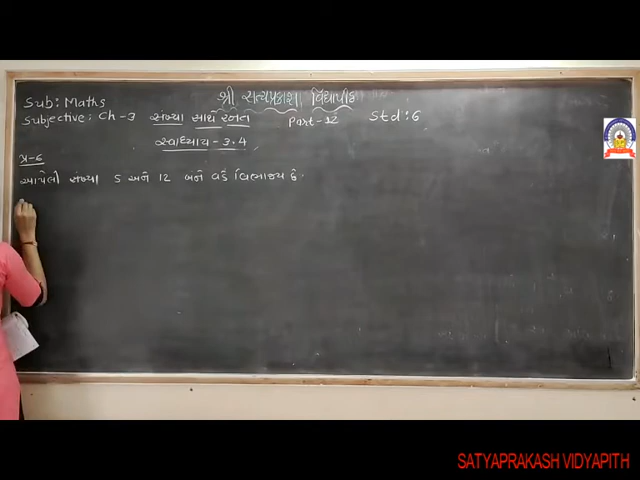 શ્રી સત્યપ્રકાશ વિદ્યાપીઠ
Sub: Maths
Subjective: Ch-3 સંખ્યા સાથે રમત Part-12 Std:6
સ્વાધ્યાય - 3.4
પ્ર-6
આપેલી સંખ્યા 5 અને 12 બંને વડે વિભાજ્ય છે.
SATYAPRAKASH VIDYAPITH